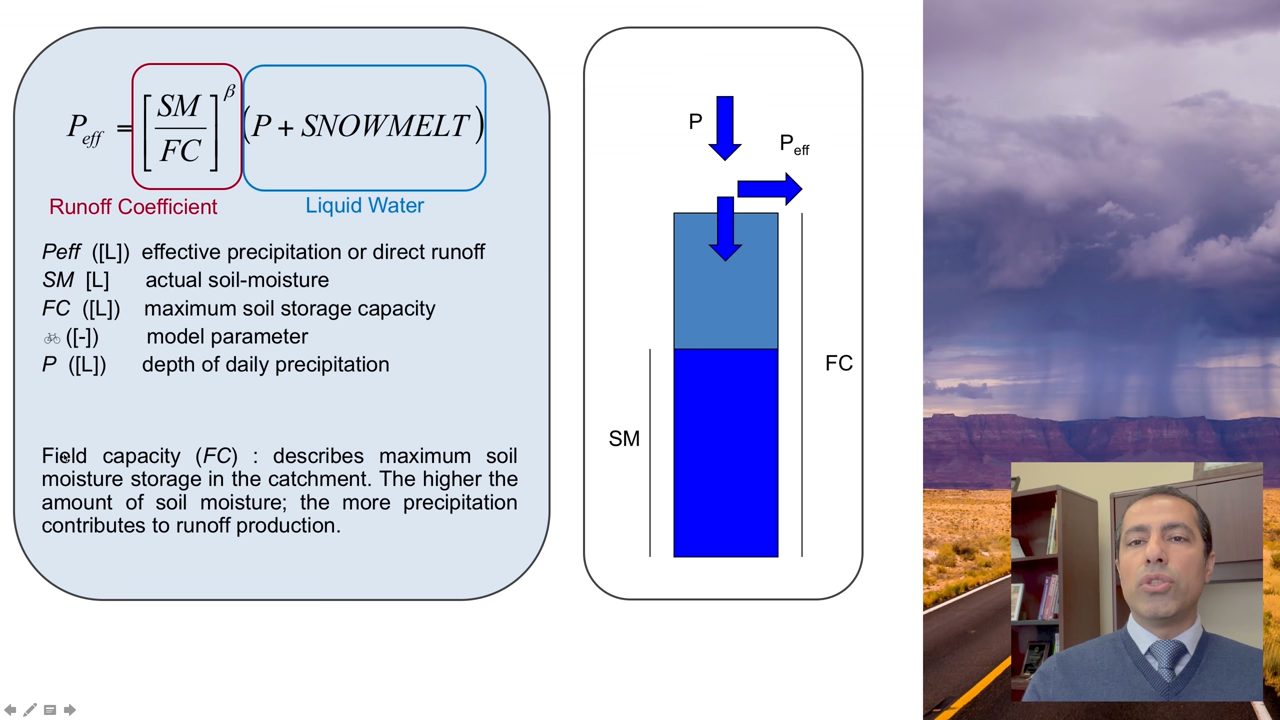 P_eff = [SM/FC]^β (P + SNOWMELT)
Runoff Coefficient
Liquid Water
Peff ([L]) effective precipitation or direct runoff
SM [L] actual soil-moisture
FC ([L]) maximum soil storage capacity
([-]) model parameter
P ([L]) depth of daily precipitation
Field capacity (FC) : describes maximum soil
moisture storage in the catchment. The higher the
amount of soil moisture; the more precipitation
contributes to runoff production.
P
P_eff
FC
SM